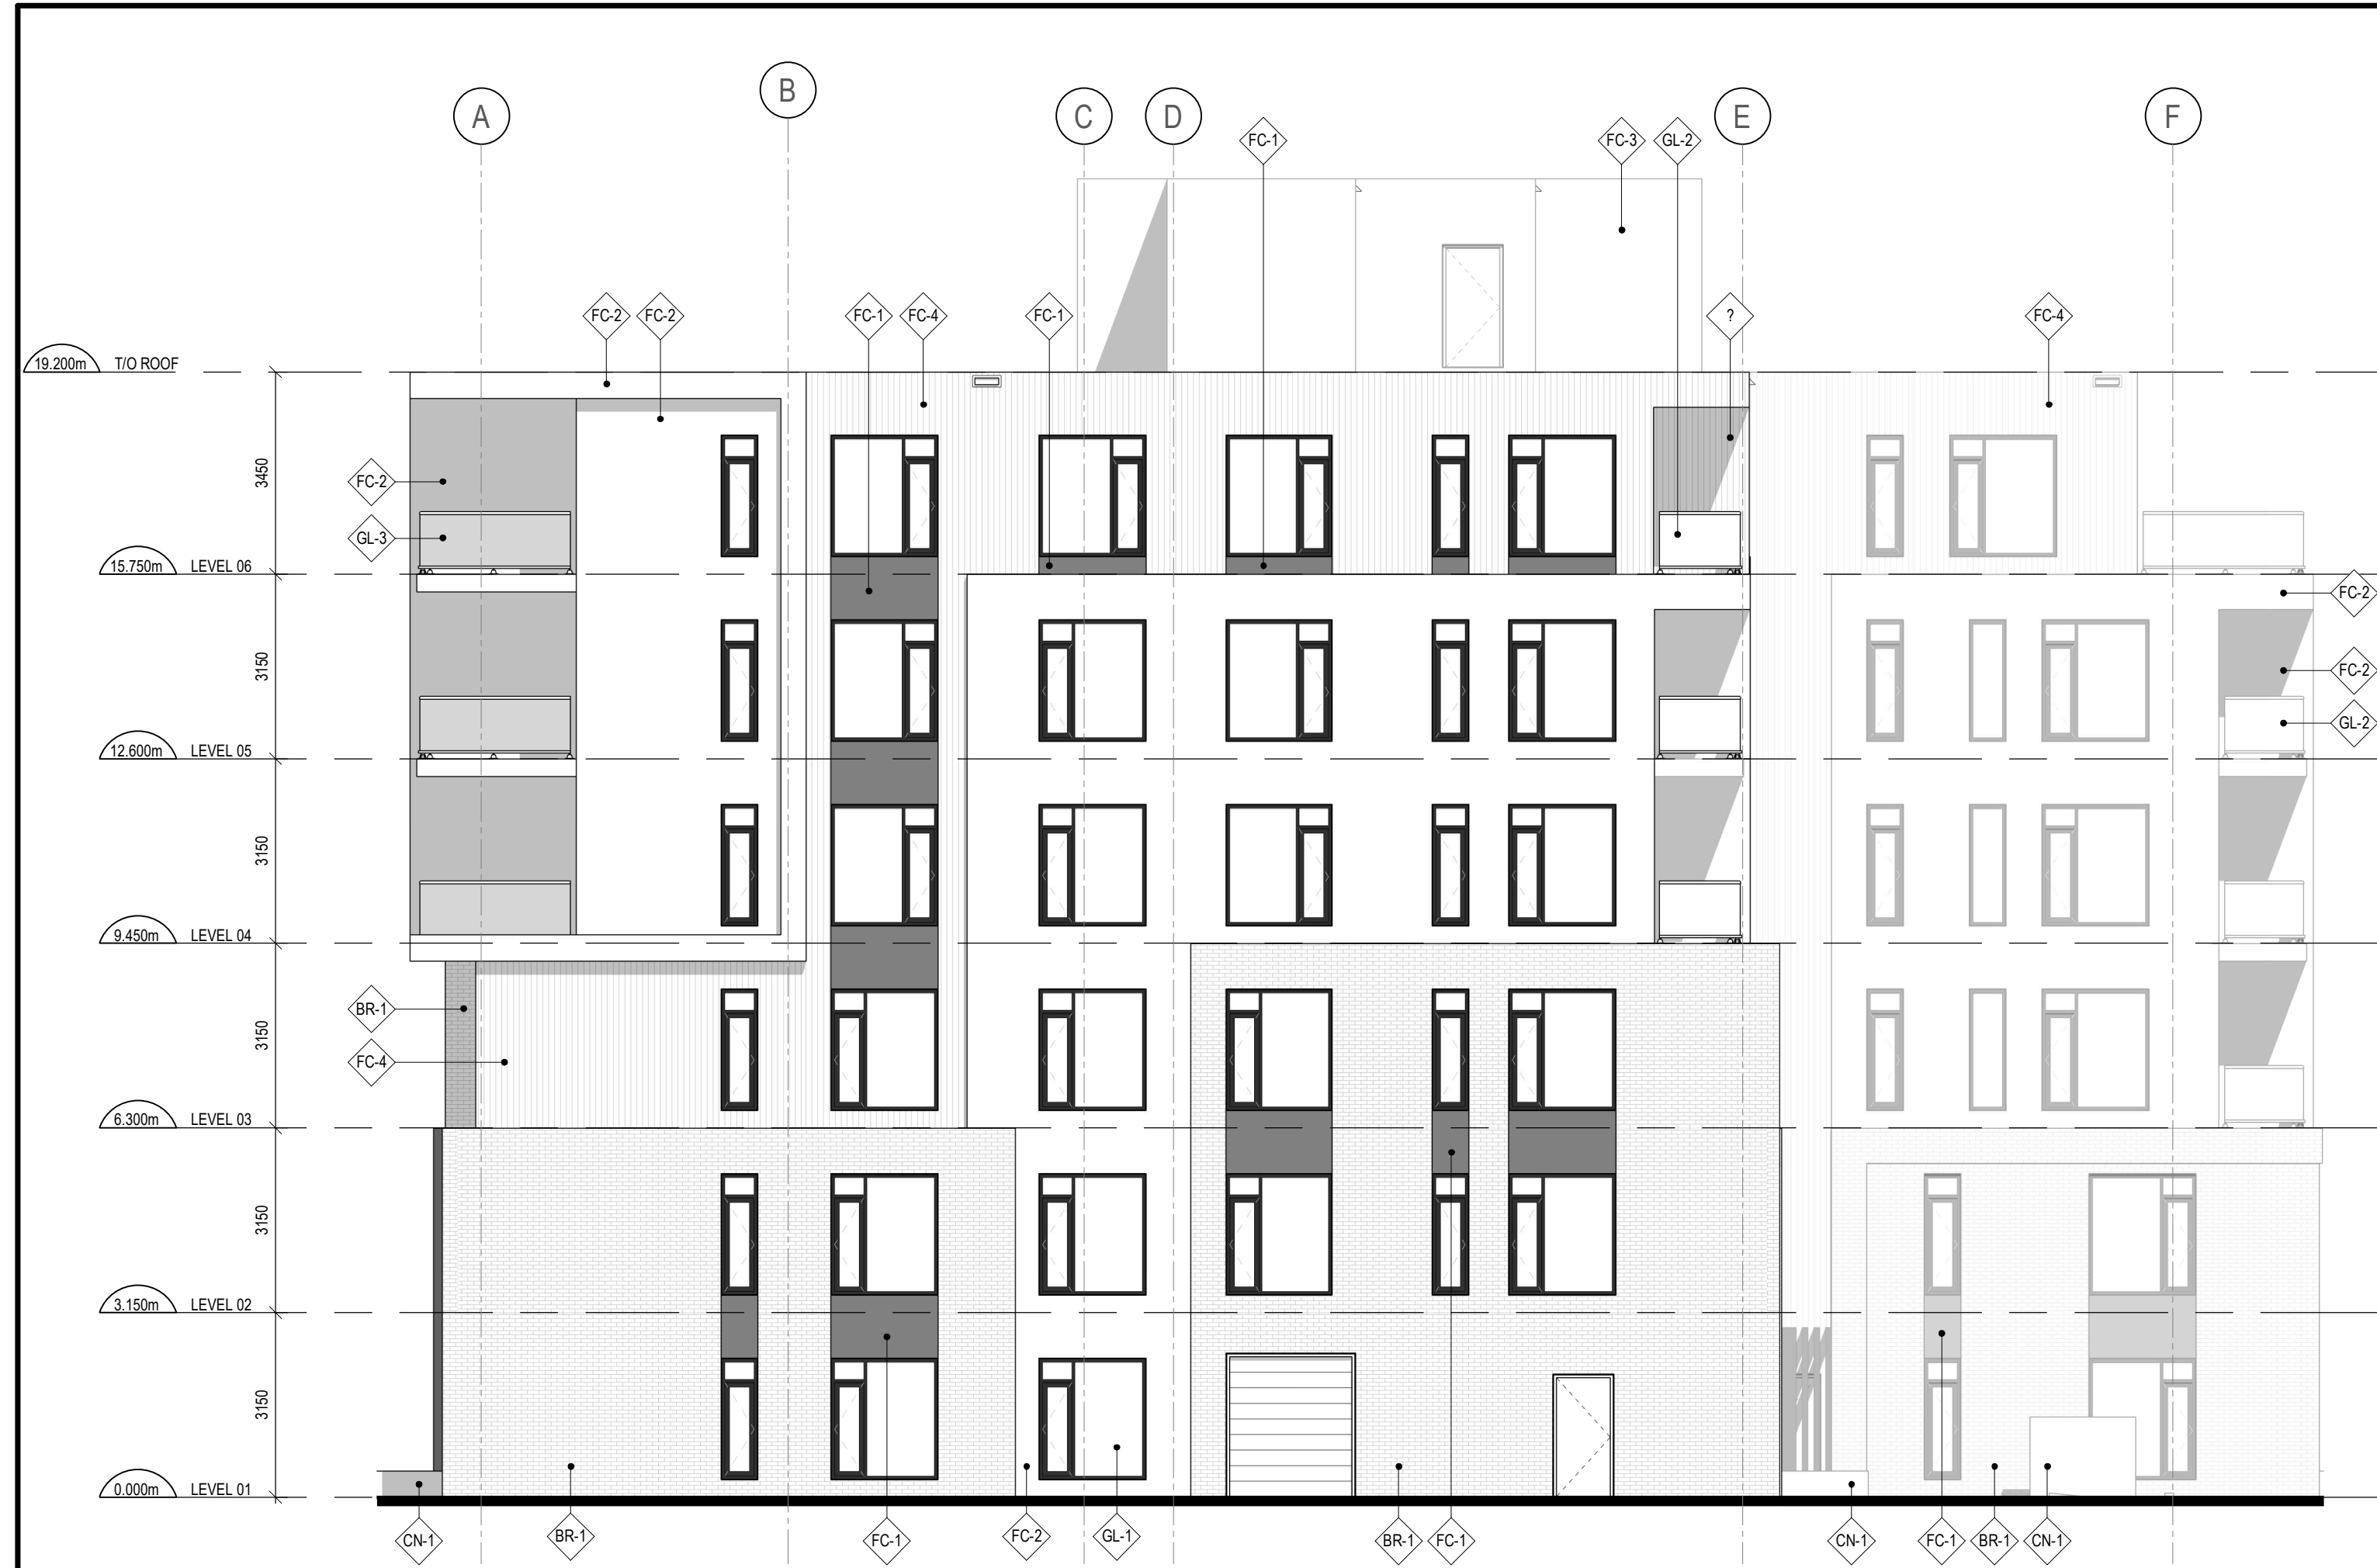 B
A
C
D
E
F
FC-1
FC-3
GL-2
FC-2
FC-2
FC-1
FC-4
FC-1
?
FC-4
19.200m T/O ROOF
3450
FC-2
GL-3
15.750m LEVEL 06
FC-2
3150
FC-2
GL-2
12.600m LEVEL 05
3150
9.450m LEVEL 04
BR-1
3150
FC-4
6.300m LEVEL 03
3150
3.150m LEVEL 02
3150
0.000m LEVEL 01
CN-1
BR-1
FC-1
FC-2
GL-1
BR-1
FC-1
CN-1
FC-1
BR-1
CN-1